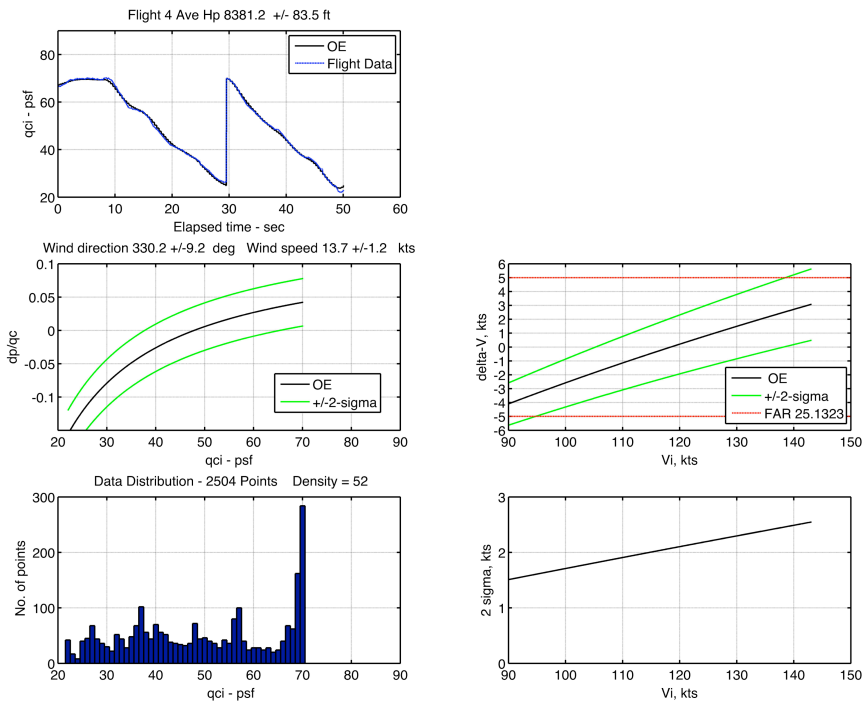 Flight 4 Ave Hp 8381.2 +/- 83.5 ft
80
60
40
20
qci - psf
0 10 20 30 40 50 60
Elapsed time - sec
OE
Flight Data
Wind direction 330.2 +/-9.2 deg Wind speed 13.7 +/-1.2 kts
0.1
0.05
0
-0.05
-0.1
dp/qc
20 30 40 50 60 70 80 90
qci - psf
OE
+/-2-sigma
6
5
4
3
2
1
0
-1
-2
-3
-4
-5
-6
delta-V, kts
90 100 110 120 130 140 150
Vi, kts
OE
+/-2-sigma
FAR 25.1323
Data Distribution - 2504 Points Density = 52
300
200
100
0
No. of points
20 30 40 50 60 70 80 90
qci - psf
3
2
1
0
2 sigma, kts
90 100 110 120 130 140 150
Vi, kts